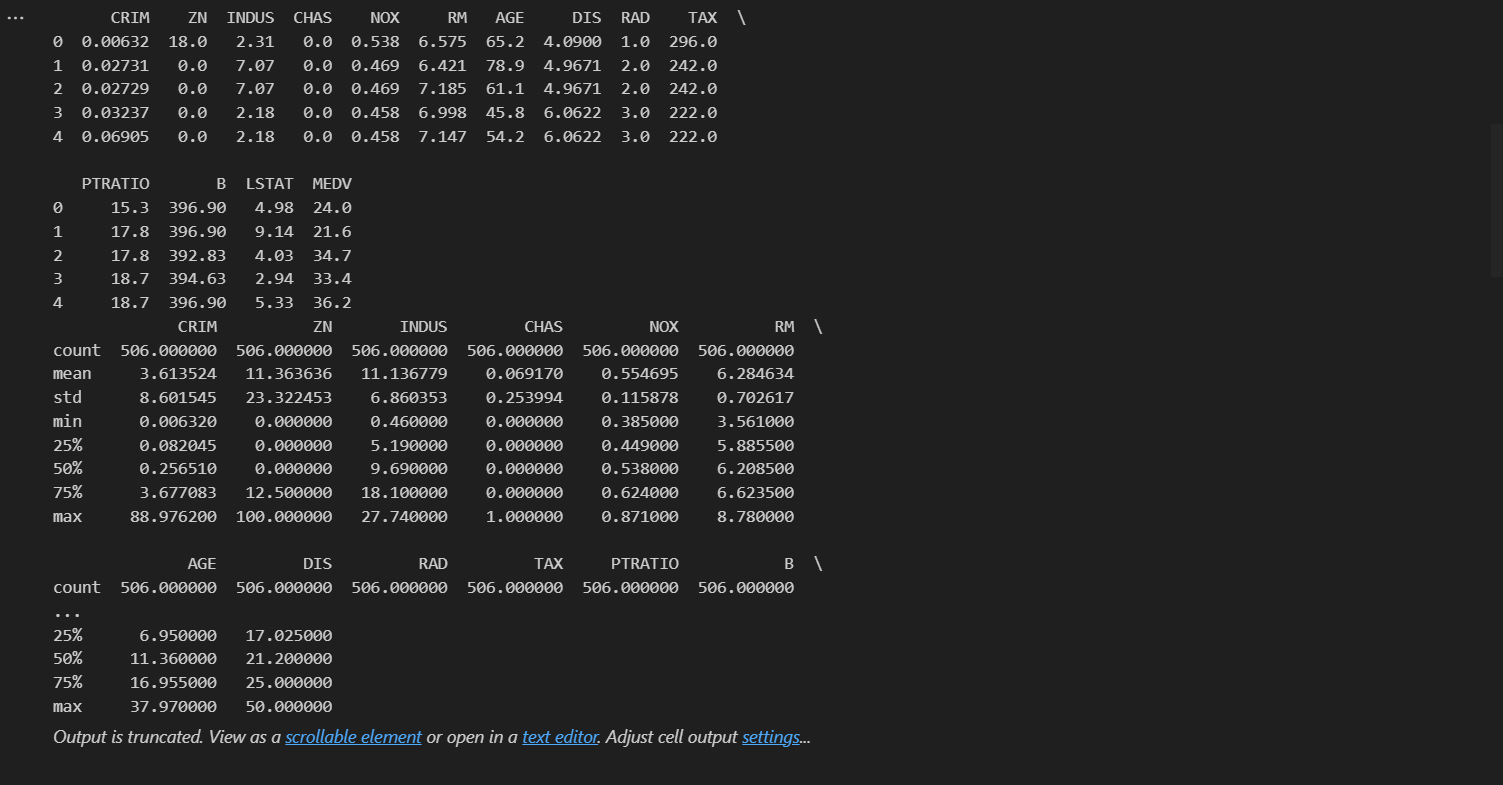 ...
      CRIM    ZN  INDUS  CHAS    NOX     RM   AGE     DIS  RAD    TAX  \
0  0.00632  18.0   2.31   0.0  0.538  6.575  65.2  4.0900  1.0  296.0
1  0.02731   0.0   7.07   0.0  0.469  6.421  78.9  4.9671  2.0  242.0
2  0.02729   0.0   7.07   0.0  0.469  7.185  61.1  4.9671  2.0  242.0
3  0.03237   0.0   2.18   0.0  0.458  6.998  45.8  6.0622  3.0  222.0
4  0.06905   0.0   2.18   0.0  0.458  7.147  54.2  6.0622  3.0  222.0
   PTRATIO       B  LSTAT  MEDV
0     15.3  396.90   4.98  24.0
1     17.8  396.90   9.14  21.6
2     17.8  392.83   4.03  34.7
3     18.7  394.63   2.94  33.4
4     18.7  396.90   5.33  36.2
             CRIM          ZN       INDUS        CHAS         NOX          RM  \
count  506.000000  506.000000  506.000000  506.000000  506.000000  506.000000
mean     3.613524   11.363636   11.136779    0.069170    0.554695    6.284634
std      8.601545   23.322453    6.860353    0.253994    0.115878    0.702617
min      0.006320    0.000000    0.460000    0.000000    0.385000    3.561000
25%      0.082045    0.000000    5.190000    0.000000    0.449000    5.885500
50%      0.256510    0.000000    9.690000    0.000000    0.538000    6.208500
75%      3.677083   12.500000   18.100000    0.000000    0.624000    6.623500
max     88.976200  100.000000   27.740000    1.000000    0.871000    8.780000
              AGE         DIS         RAD         TAX     PTRATIO           B  \
count  506.000000  506.000000  506.000000  506.000000  506.000000  506.000000
...
25%      6.950000   17.025000
50%     11.360000   21.200000
75%     16.955000   25.000000
max     37.970000   50.000000
Output is truncated. View as a scrollable element or open in a text editor. Adjust cell output settings...